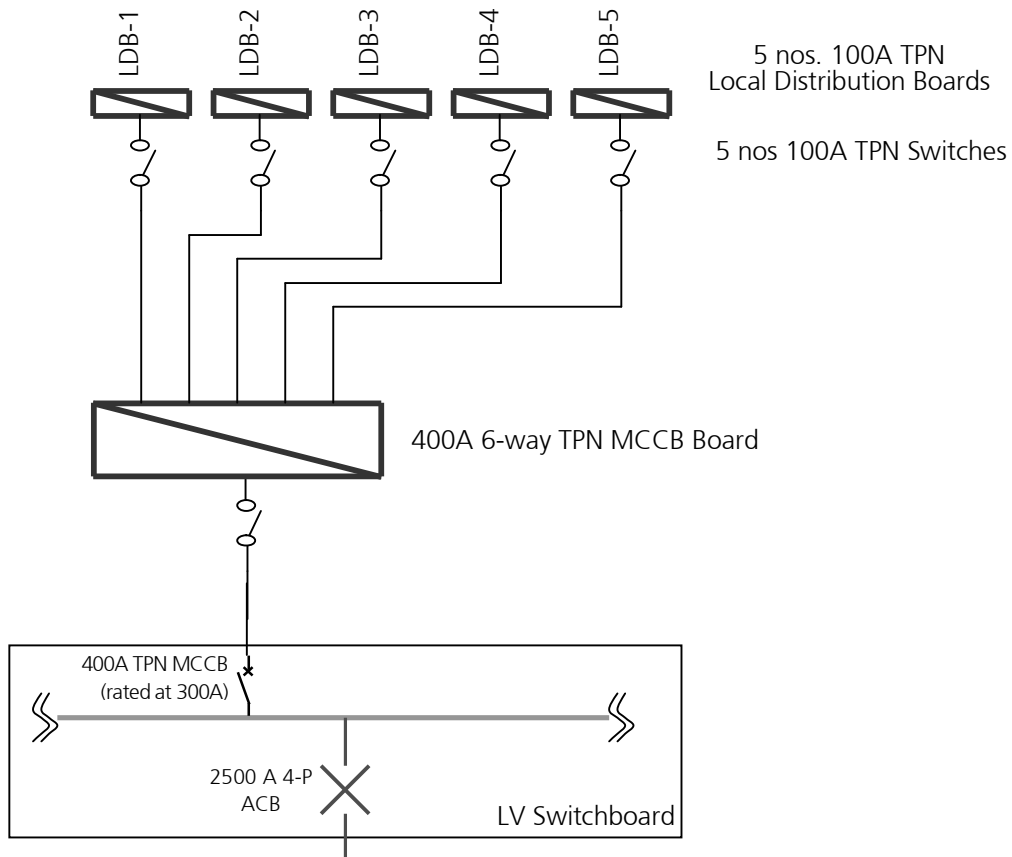 LDB-1
LDB-2
LDB-3
LDB-4
LDB-5
5 nos. 100A TPN
Local Distribution Boards
5 nos 100A TPN Switches
400A 6-way TPN MCCB Board
400A TPN MCCB
(rated at 300A)
2500 A 4-P
ACB
LV Switchboard